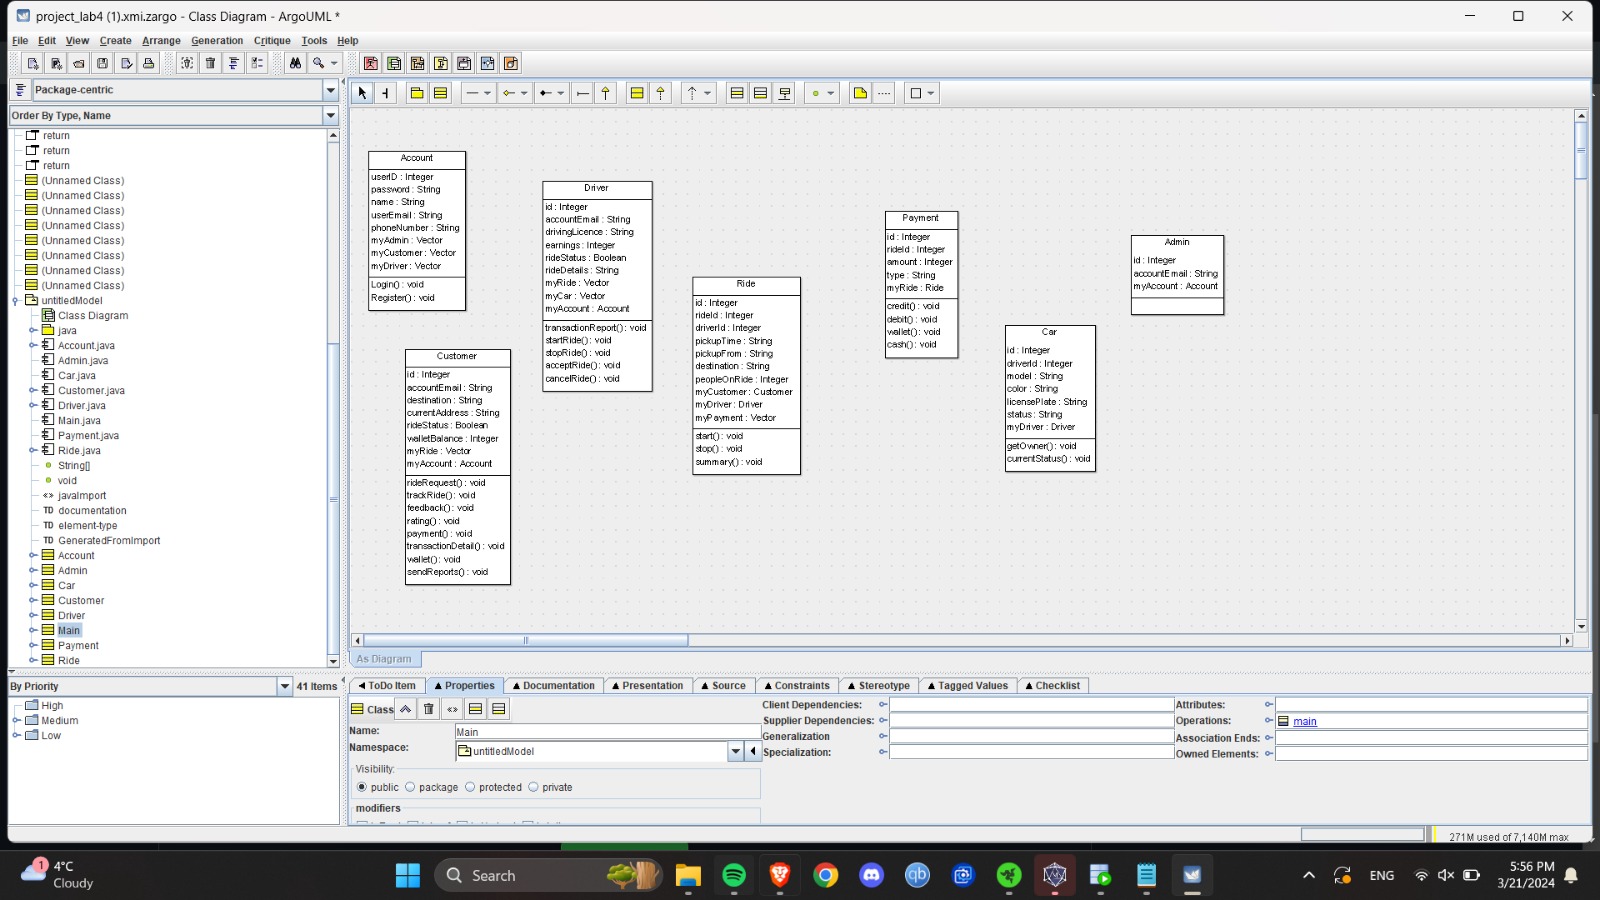 project_lab4 (1).xmi.zargo - Class Diagram - ArgoUML *
File Edit View Create Arrange Generation Critique Tools Help
Package-centric
Order By Type, Name
return
return
return
(Unnamed Class)
(Unnamed Class)
(Unnamed Class)
(Unnamed Class)
(Unnamed Class)
(Unnamed Class)
(Unnamed Class)
(Unnamed Class)
untitledModel
Class Diagram
java
Account.java
Admin.java
Car.java
Customer.java
Driver.java
Main.java
Payment.java
Ride.java
String[]
void
javaImport
TD documentation
TD element-type
TD GeneratedFromImport
Account
Admin
Car
Customer
Driver
Main
Payment
Ride
Account
userID : Integer
password : String
name : String
userEmail : String
phoneNumber : String
myAdmin : Vector
myCustomer : Vector
myDriver : Vector
Login() : void
Register() : void
Customer
id : Integer
accountEmail : String
destination : String
currentAddress : String
rideStatus : Boolean
walletBalance : Integer
myRide : Vector
myAccount : Account
rideRequest() : void
trackRide() : void
feedback() : void
rating() : void
payment() : void
transactionDetail() : void
wallet() : void
sendReports() : void
Driver
id : Integer
accountEmail : String
drivingLicence : String
earnings : Integer
rideStatus : Boolean
rideDetails : String
myRide : Vector
myCar : Vector
myAccount : Account
transactionReport() : void
startRide() : void
stopRide() : void
acceptRide() : void
cancelRide() : void
Ride
id : Integer
rideId : Integer
driverId : Integer
pickupTime : String
pickupFrom : String
destination : String
peopleOnRide : Integer
myCustomer : Customer
myDriver : Driver
myPayment : Vector
start() : void
stop() : void
summary() : void
Payment
id : Integer
rideId : Integer
amount : Integer
type : String
myRide : Ride
credit() : void
debit() : void
wallet() : void
cash() : void
Car
id : Integer
driverId : Integer
model : String
color : String
licensePlate : String
status : String
myDriver : Driver
getOwner() : void
currentStatus() : void
Admin
id : Integer
accountEmail : String
myAccount : Account
As Diagram
By Priority 41 Items
High
Medium
Low
ToDo Item Properties Documentation Presentation Source Constraints Stereotype Tagged Values Checklist
Class
Name: Main
Namespace: untitledModel
Visibility:
public package protected private
modifiers
Client Dependencies:
Supplier Dependencies:
Generalization
Specialization:
Attributes:
Operations: main
Association Ends:
Owned Elements:
271M used of 7,140M max
1
4°C
Cloudy
Search
qb
ENG
5:56 PM
3/21/2024